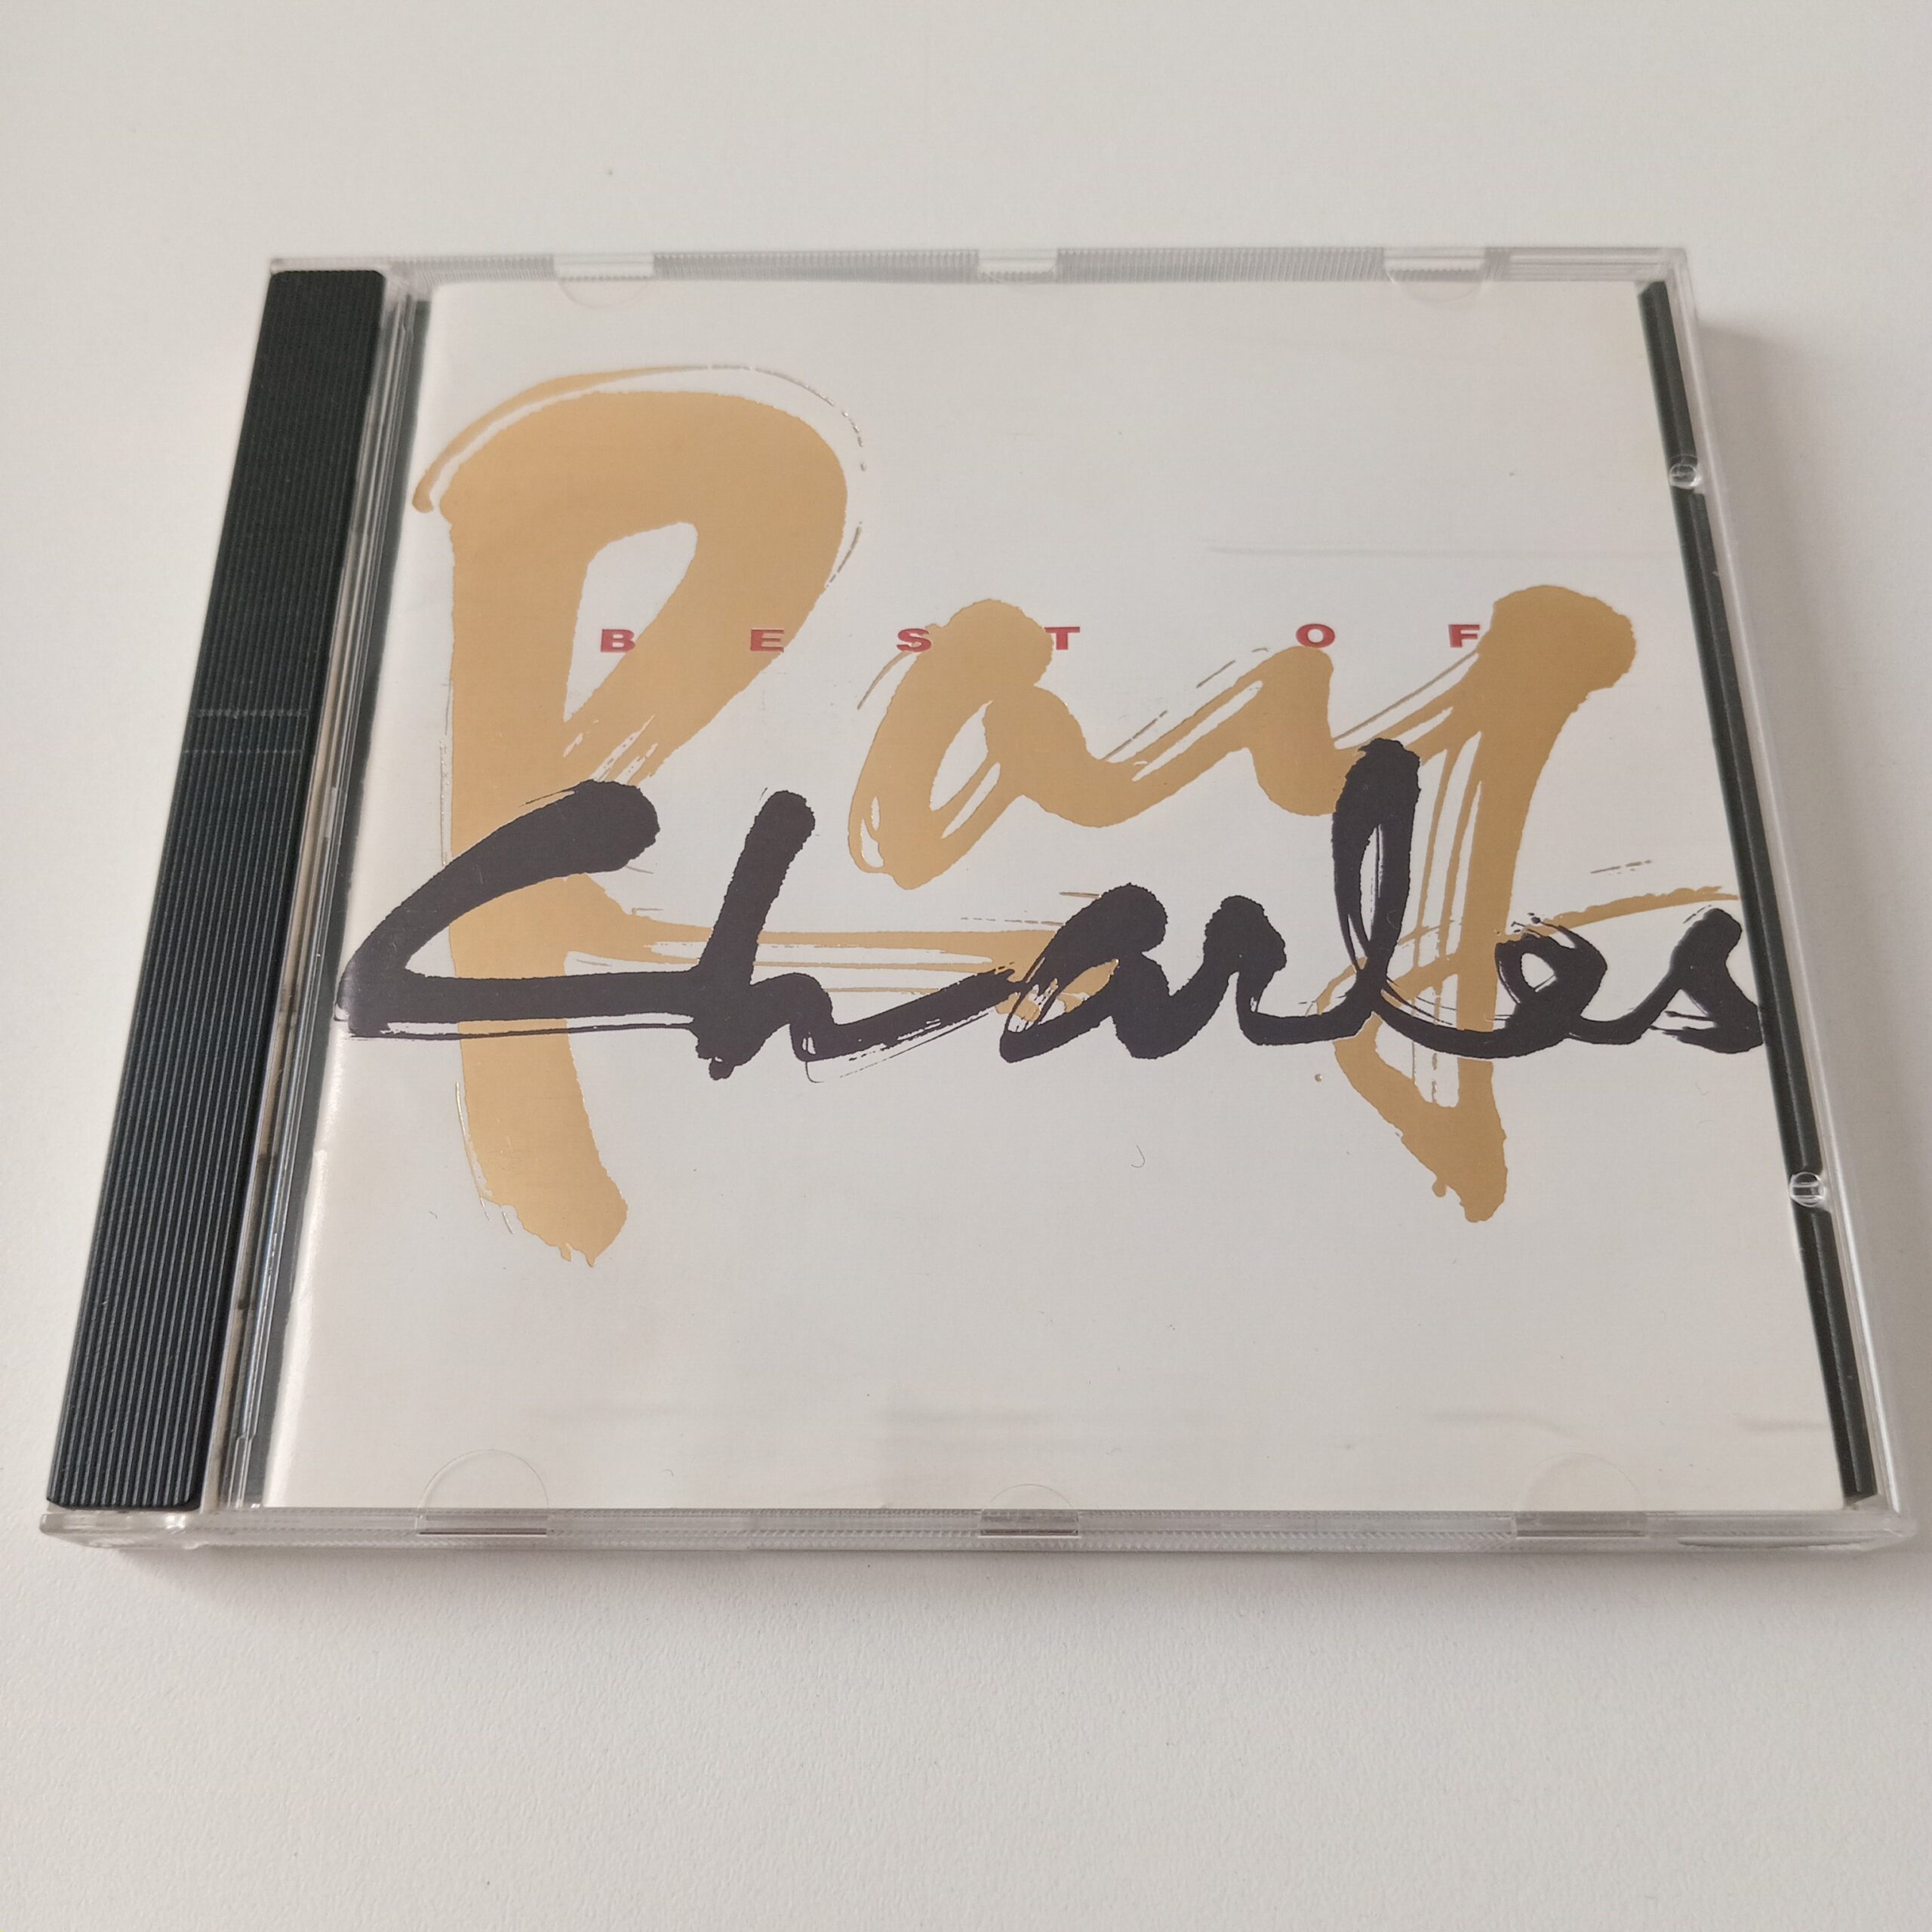 BEST OF
Ray
Charles